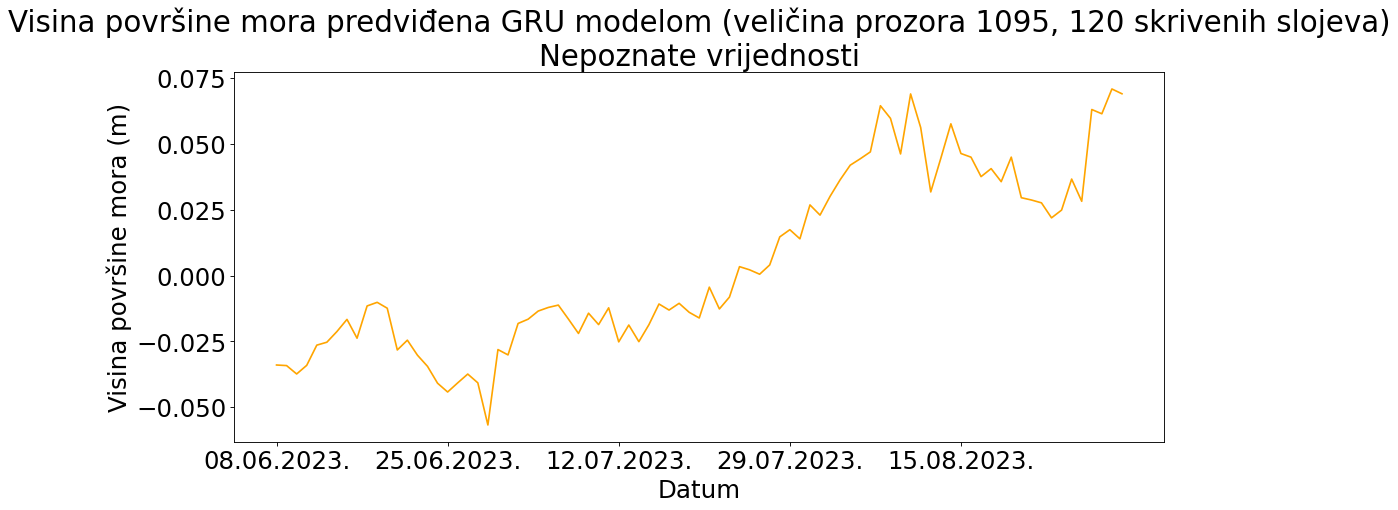 Visina površine mora predviđena GRU modelom (veličina prozora 1095, 120 skrivenih slojeva)
Nepoznate vrijednosti
Visina površine mora (m)
0.075
0.050
0.025
0.000
−0.025
−0.050
08.06.2023. 25.06.2023. 12.07.2023. 29.07.2023. 15.08.2023.
Datum